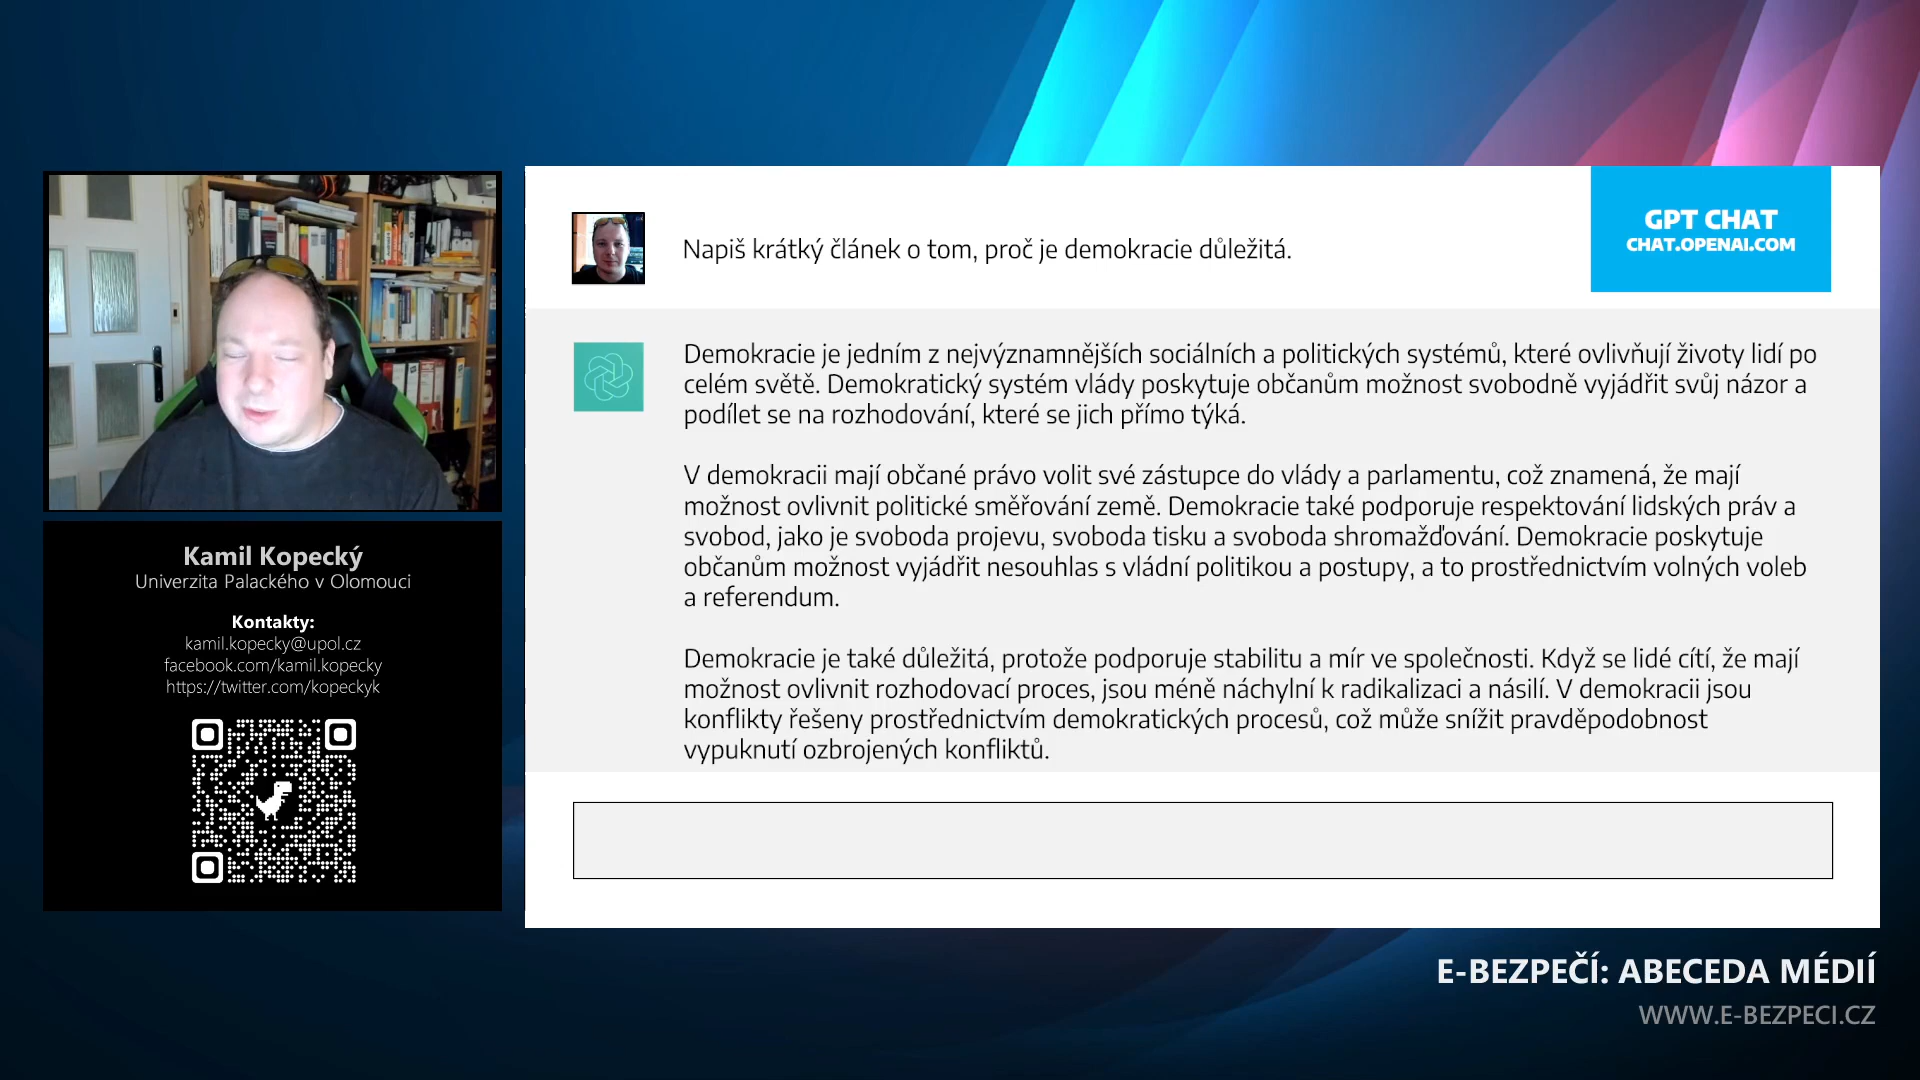 GPT CHAT
CHAT.OPENAI.COM
Napiš krátký článek o tom, proč je demokracie důležitá.
Demokracie je jedním z nejvýznamnějších sociálních a politických systémů, které ovlivňují životy lidí po
celém světě. Demokratický systém vlády poskytuje občanům možnost svobodně vyjádřit svůj názor a
podílet se na rozhodování, které se jich přímo týká.
V demokracii mají občané právo volit své zástupce do vlády a parlamentu, což znamená, že mají
možnost ovlivnit politické směřování země. Demokracie také podporuje respektování lidských práv a
svobod, jako je svoboda projevu, svoboda tisku a svoboda shromažďování. Demokracie poskytuje
občanům možnost vyjádřit nesouhlas s vládní politikou a postupy, a to prostřednictvím volných voleb
a referendum.
Demokracie je také důležitá, protože podporuje stabilitu a mír ve společnosti. Když se lidé cítí, že mají
možnost ovlivnit rozhodovací proces, jsou méně náchylní k radikalizaci a násilí. V demokracii jsou
konflikty řešeny prostřednictvím demokratických procesů, což může snížit pravděpodobnost
vypuknutí ozbrojených konfliktů.
Kamil Kopecký
Univerzita Palackého v Olomouci
Kontakty:
kamil.kopecky@upol.cz
facebook.com/kamil.kopecky
https://twitter.com/kopeckyk
E-BEZPEČÍ: ABECEDA MÉDIÍ
WWW.E-BEZPECI.CZ